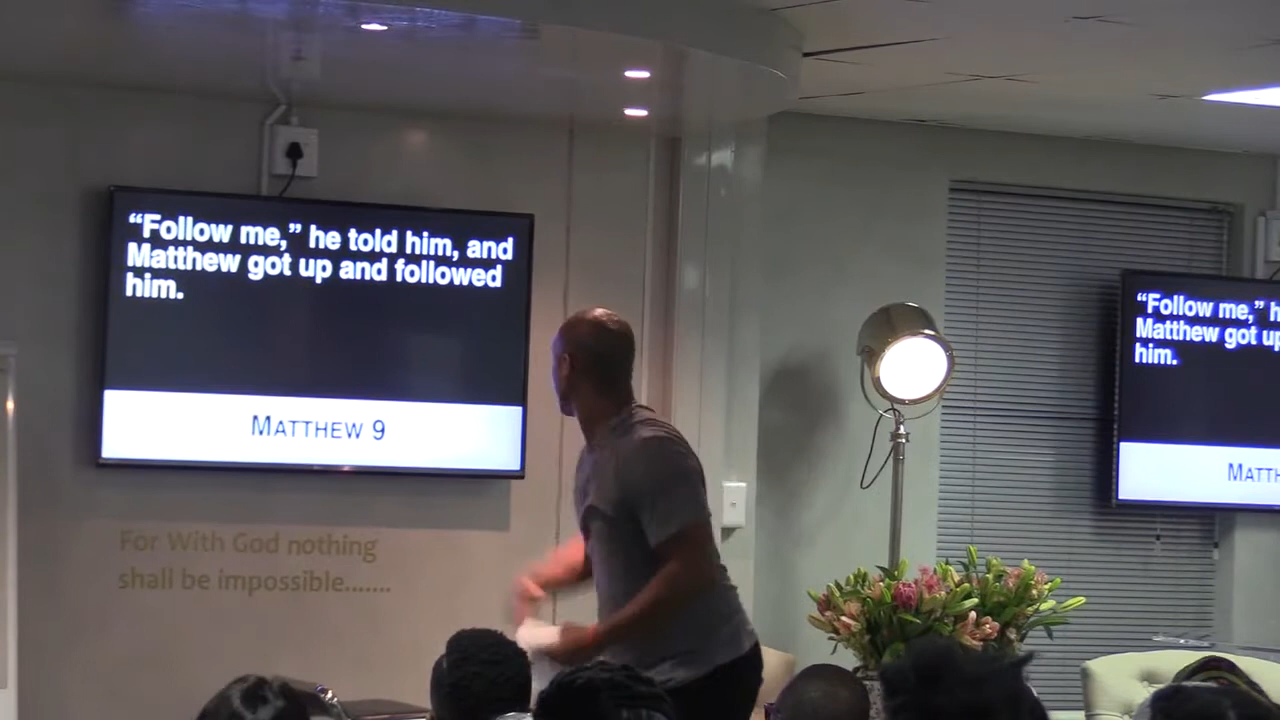 “Follow me,” he told him, and
Matthew got up and followed
him.
MATTHEW 9
For With God nothing
shall be impossible.......
“Follow me,” h
Matthew got up
him.
MATTH